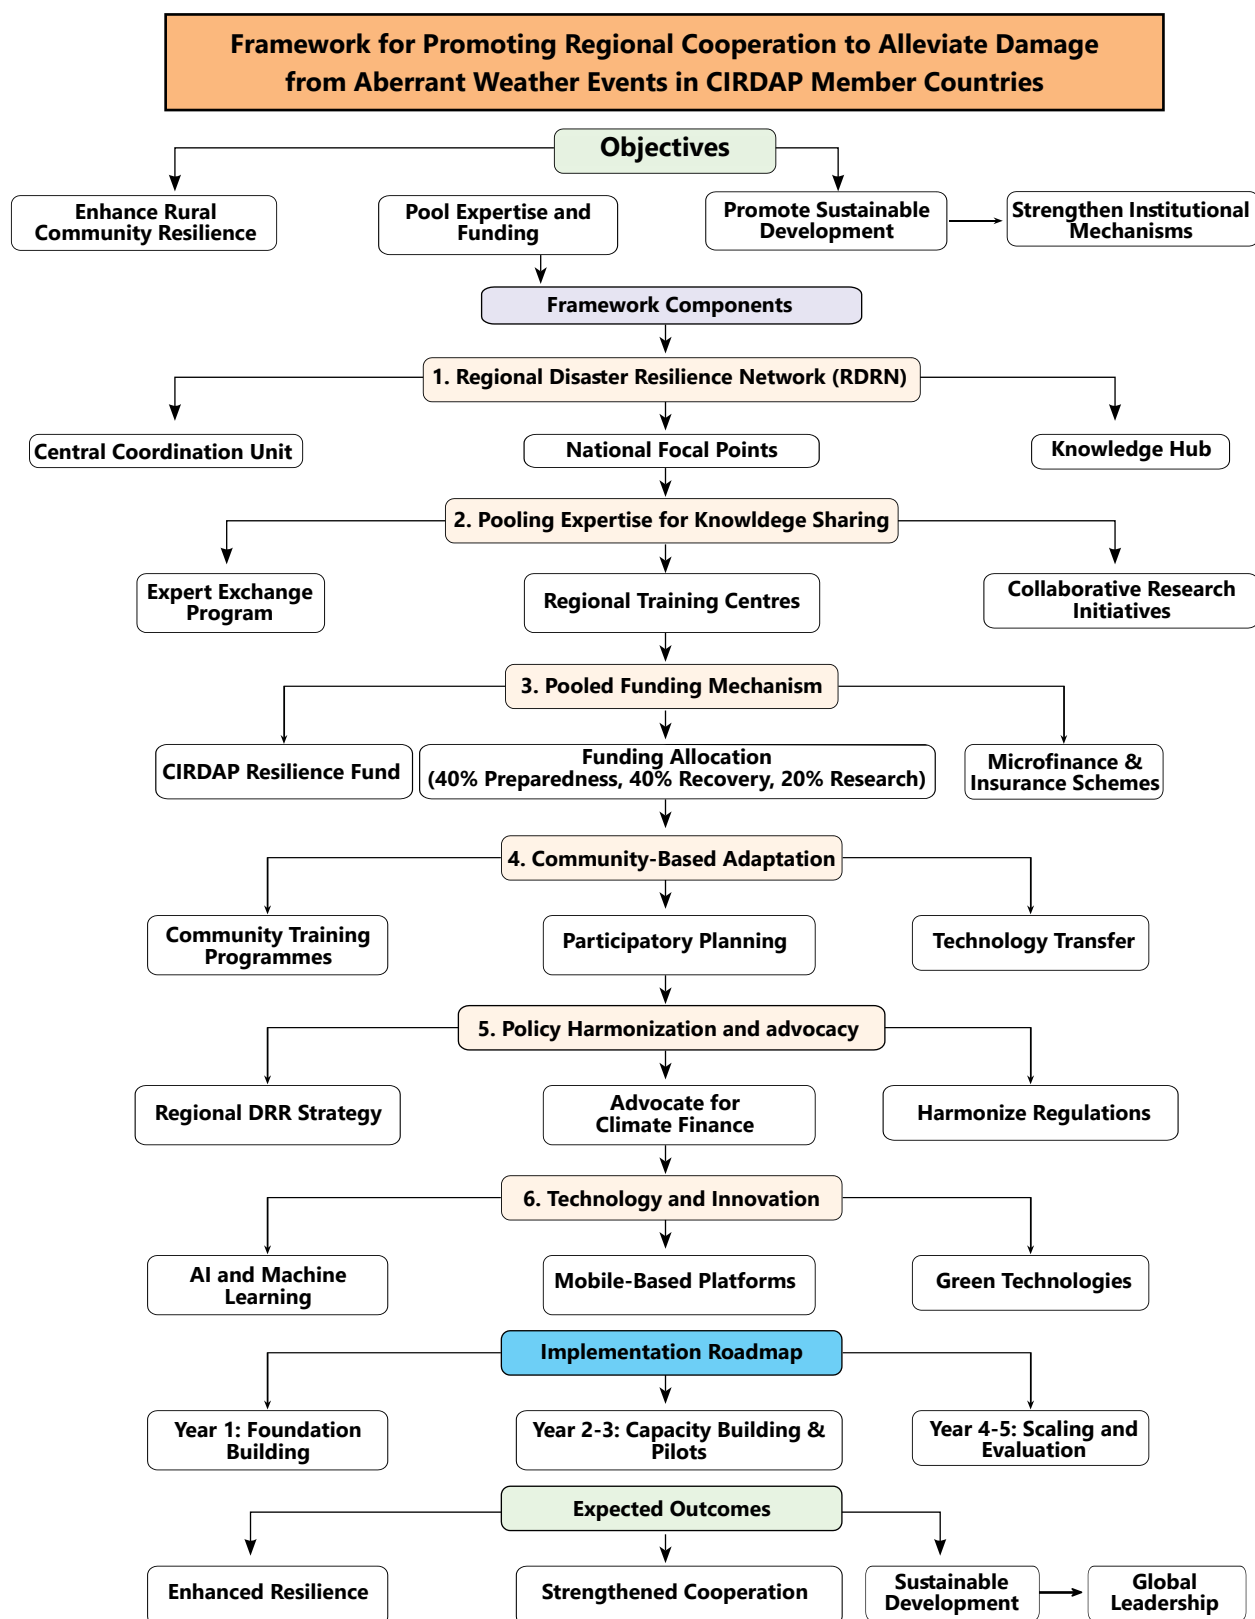 Framework for Promoting Regional Cooperation to Alleviate Damage
from Aberrant Weather Events in CIRDAP Member Countries
Objectives
Enhance Rural
Community Resilience
Pool Expertise and
Funding
Promote Sustainable
Development
Strengthen Institutional
Mechanisms
Framework Components
1. Regional Disaster Resilience Network (RDRN)
Central Coordination Unit
National Focal Points
Knowledge Hub
2. Pooling Expertise for Knowldege Sharing
Expert Exchange
Program
Regional Training Centres
Collaborative Research
Initiatives
3. Pooled Funding Mechanism
CIRDAP Resilience Fund
Funding Allocation
(40% Preparedness, 40% Recovery, 20% Research)
Microfinance &
Insurance Schemes
4. Community-Based Adaptation
Community Training
Programmes
Participatory Planning
Technology Transfer
5. Policy Harmonization and advocacy
Regional DRR Strategy
Advocate for
Climate Finance
Harmonize Regulations
6. Technology and Innovation
AI and Machine
Learning
Mobile-Based Platforms
Green Technologies
Implementation Roadmap
Year 1: Foundation
Building
Year 2-3: Capacity Building &
Pilots
Year 4-5: Scaling and
Evaluation
Expected Outcomes
Enhanced Resilience
Strengthened Cooperation
Sustainable
Development
Global
Leadership